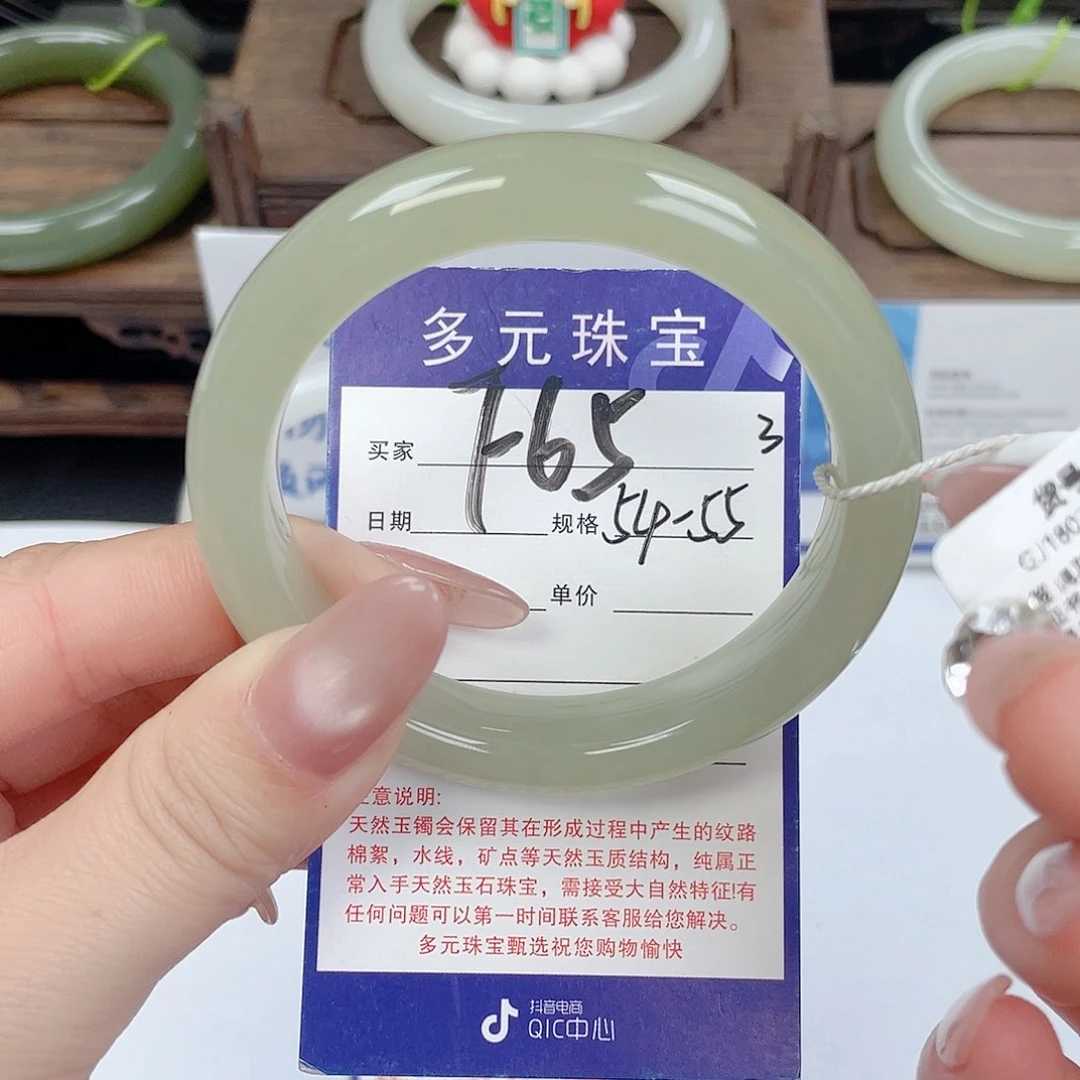 多元珠宝
7-65
3
买家
日期
规格 54-55
单价
意说明:
天然玉镯会保留其在形成过程中产生的纹路
棉絮，水线，矿点等天然玉质结构，纯属正
常入手天然玉石珠宝，需接受大自然特征!有
任何问题可以第一时间联系客服给您解决。
多元珠宝甄选祝您购物愉快
抖音电商
QIC中心